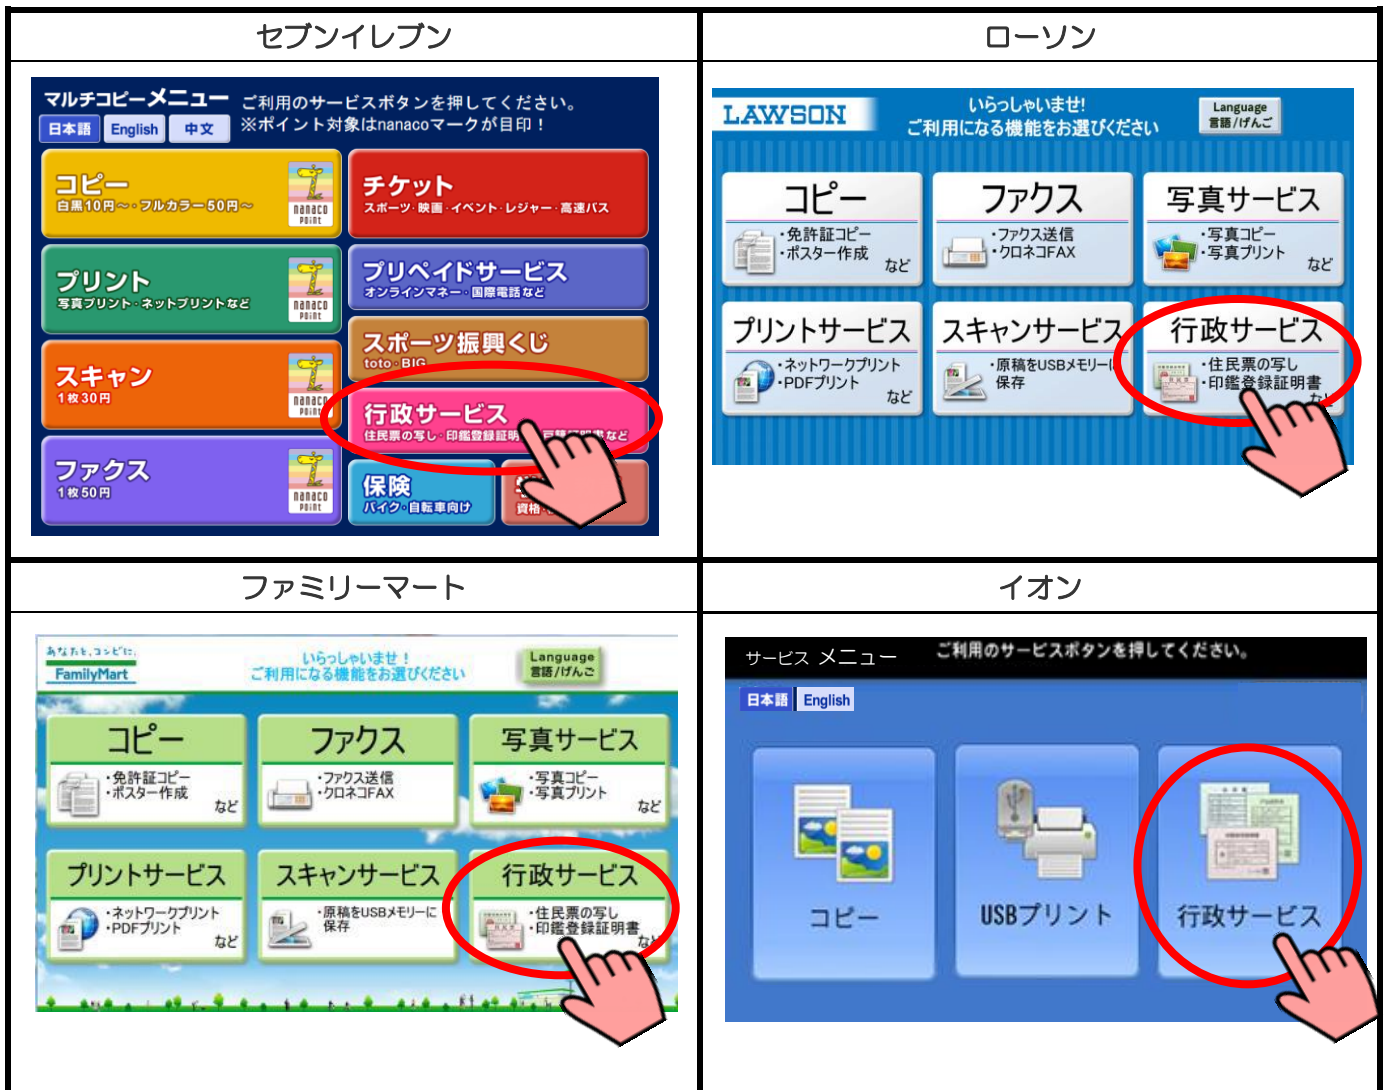 セブンイレブン
マルチコピーメニュー
ご利用のサービスボタンを押してください。
※ポイント対象はnanacoマークが目印！
日本語 English 中文
コピー
白黒10円～・フルカラー50円～
nanaco
POINT
チケット
スポーツ・映画・イベント・レジャー・高速バス
プリント
写真プリント・ネットプリントなど
nanaco
POINT
プリペイドサービス
オンラインマネー・国際電話など
スキャン
1枚30円
nanaco
POINT
スポーツ振興くじ
toto・BIG
行政サービス
住民票の写し・印鑑登録証明
など
ファクス
1枚50円
nanaco
POINT
保険
バイク・自転車向け
資格
ローソン
LAWSON
いらっしゃいませ!
ご利用になる機能をお選びください
Language
言語/げんご
コピー
・免許証コピー
・ポスター作成
など
ファクス
・ファクス送信
・クロネコFAX
写真サービス
・写真コピー
・写真プリント
など
プリントサービス
・ネットワークプリント
・PDFプリント
など
スキャンサービス
・原稿をUSBメモリーに
保存
行政サービス
・住民票の写し
・印鑑登録証明書
など
ファミリーマート
あなたと、コンビに、
FamilyMart
いらっしゃいませ！
ご利用になる機能をお選びください
Language
言語/げんご
コピー
・免許証コピー
・ポスター作成
など
ファクス
・ファクス送信
・クロネコFAX
写真サービス
・写真コピー
・写真プリント
など
プリントサービス
・ネットワークプリント
・PDFプリント
など
スキャンサービス
・原稿をUSBメモリーに
保存
行政サービス
・住民票の写し
・印鑑登録証明書
など
イオン
サービス メニュー
ご利用のサービスボタンを押してください。
日本語 English
コピー
USBプリント
行政サービス